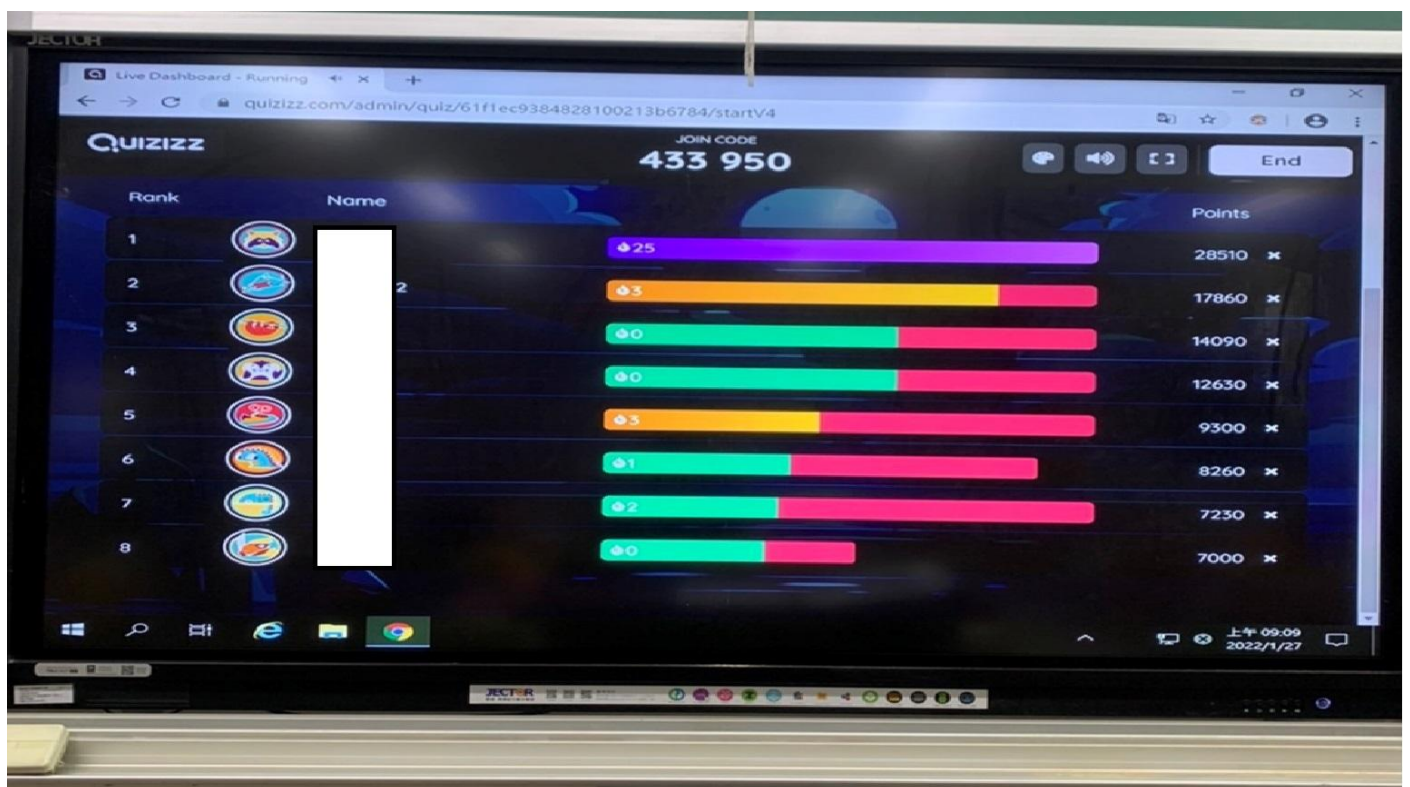 JECTOR
Live Dashboard - Running
quizizz.com/admin/quiz/61f1ec9384828100213b6784/startV4
QUIZIZZ
JOIN CODE
433 950
End
Rank Name Points
1 25 28510
2 2 3 17860
3 0 14090
4 0 12630
5 3 9300
6 1 8260
7 2 7230
8 0 7000
上午 09:09
2022/1/27
JECTOR